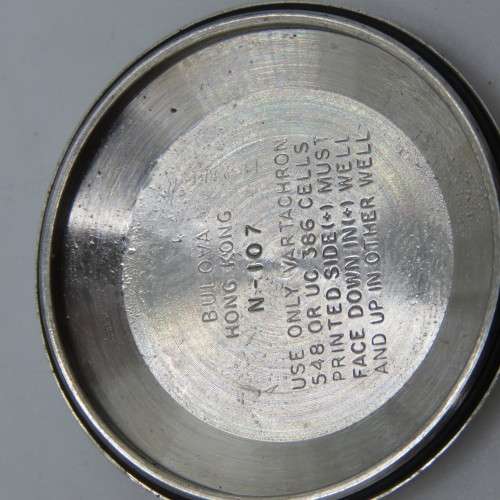 BULOVA
HONG KONG
N-107
USE ONLY VARTACHRON
548 OR UC 386 CELLS
PRINTED SIDE(+) MUST
FACE DOWN IN(+) WELL
AND UP IN OTHER WELL